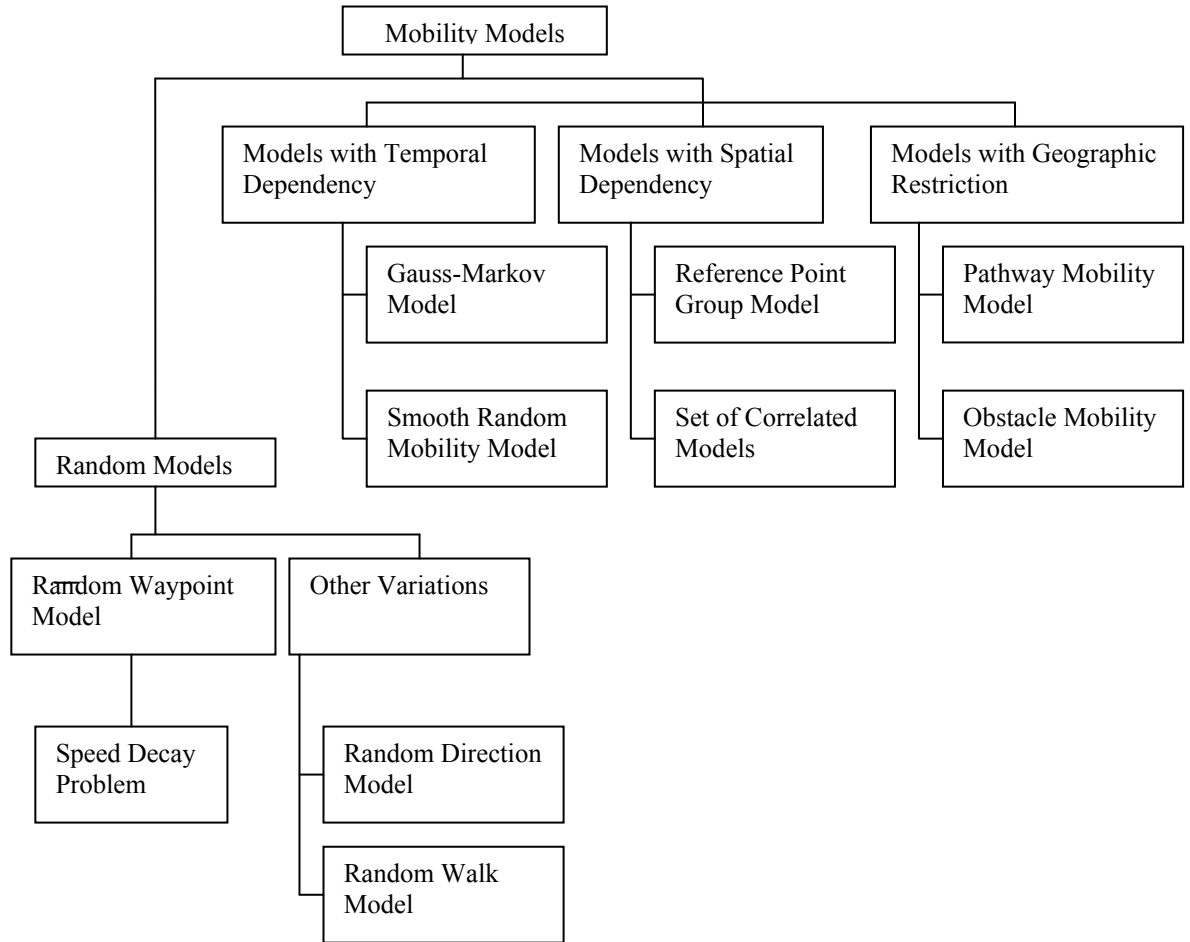 Mobility Models
Models with Temporal
Dependency
Models with Spatial
Dependency
Models with Geographic
Restriction
Gauss-Markov
Model
Reference Point
Group Model
Pathway Mobility
Model
Smooth Random
Mobility Model
Set of Correlated
Models
Obstacle Mobility
Model
Random Models
Random Waypoint
Model
Other Variations
Speed Decay
Problem
Random Direction
Model
Random Walk
Model